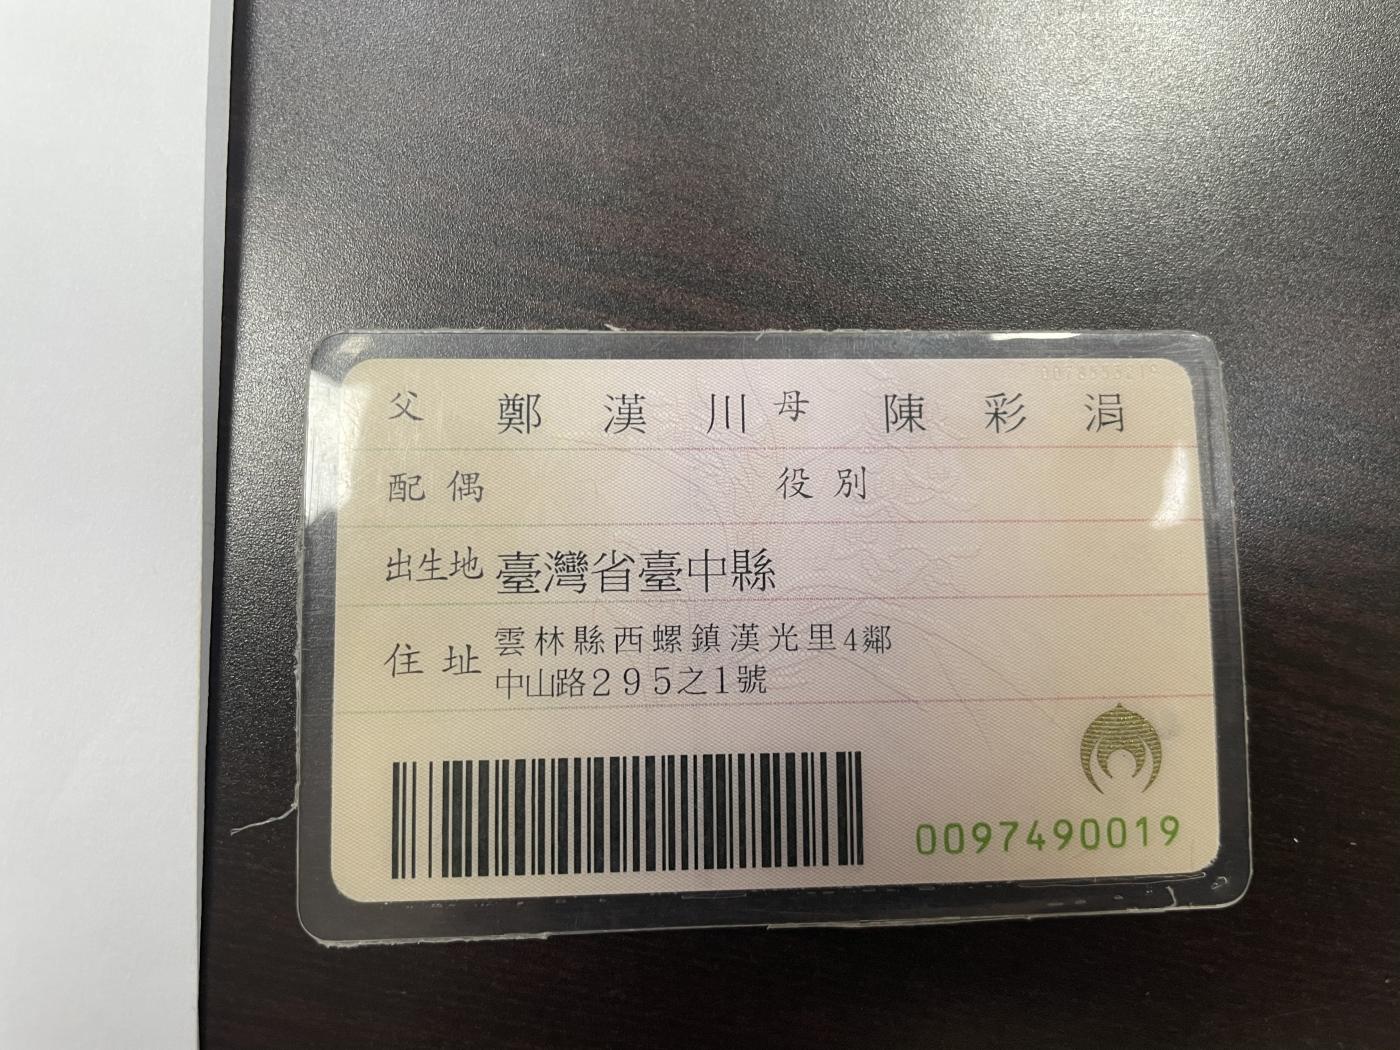 父 鄭漢川 母 陳彩涓
配偶 役別
出生地 臺灣省臺中縣
住址 雲林縣西螺鎮漢光里4鄰
中山路295之1號
0097490019